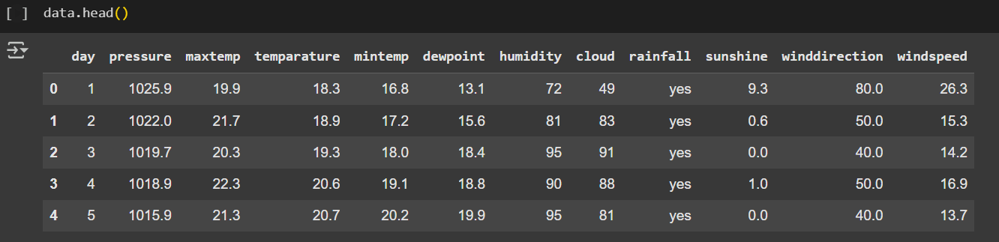 [ ] data.head()
day pressure maxtemp temparature mintemp dewpoint humidity cloud rainfall sunshine winddirection windspeed
0 1 1025.9 19.9 18.3 16.8 13.1 72 49 yes 9.3 80.0 26.3
1 2 1022.0 21.7 18.9 17.2 15.6 81 83 yes 0.6 50.0 15.3
2 3 1019.7 20.3 19.3 18.0 18.4 95 91 yes 0.0 40.0 14.2
3 4 1018.9 22.3 20.6 19.1 18.8 90 88 yes 1.0 50.0 16.9
4 5 1015.9 21.3 20.7 20.2 19.9 95 81 yes 0.0 40.0 13.7